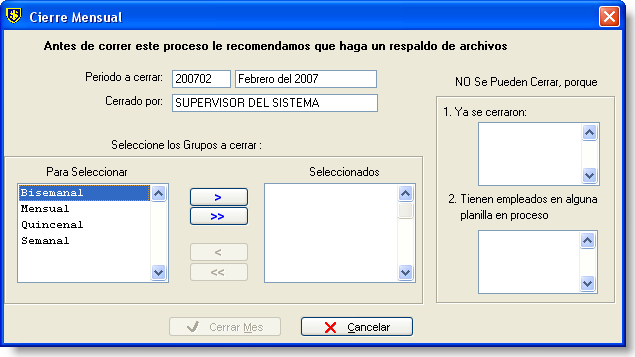 Cierre Mensual
Antes de correr este proceso le recomendamos que haga un respaldo de archivos
Periodo a cerrar: 200702 Febrero del 2007
Cerrado por: SUPERVISOR DEL SISTEMA
Seleccione los Grupos a cerrar :
Para Seleccionar
Bisemanal
Mensual
Quincenal
Semanal
>
>>
<
<<
Seleccionados
NO Se Pueden Cerrar, porque
1. Ya se cerraron:
2. Tienen empleados en alguna
planilla en proceso
Cerrar Mes
Cancelar